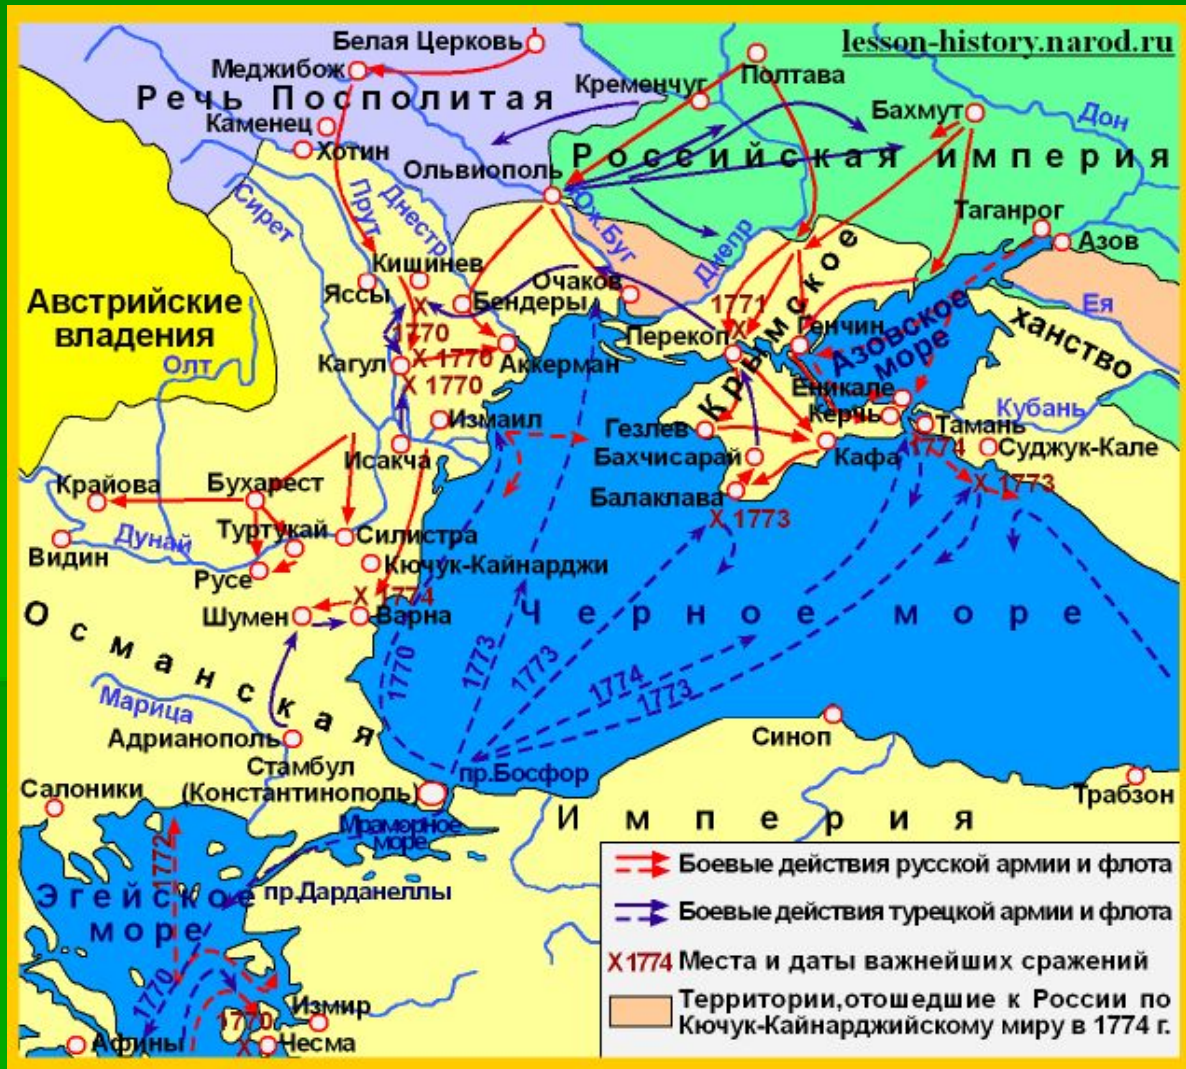 lesson-history.narod.ru
Белая Церковь
Меджибож
Полтава
Кременчуг
Речь Посполитая
Бахмут
Дон
Каменец
Хотин
Российская империя
Ольвиополь
Сирет
Прут
Днестр
Юж.Буг
Днепр
Таганрог
Азов
Кишинев
Яссы
Очаков
Бендеры
X
1770
Австрийские
владения
Ея
1771
X
Перекоп
Генчин
Крымское
ханство
Азовское
море
Олт
Кагул
X 1770
X 1770
Аккерман
Еникале
Керчь
Кубань
Измаил
Гезлев
Тамань
1774
Суджук-Кале
Исакча
Бахчисарай
Кафа
Крайова
Бухарест
Балаклава
X 1773
X 1773
Туртукай
Силистра
Дунай
Видин
Кючук-Кайнарджи
Русе
X 1774
Шумен
Варна
Черное море
Османская
1770
1773
1773
1774
1773
Марица
Адрианополь
Синоп
Стамбул
(Константинополь)
пр.Босфор
Трабзон
Салоники
Империя
Мраморное
море
1772
Эгейское
море
пр.Дарданеллы
1770
Измир
1770
X
Афины
Чесма
Боевые действия русской армии и флота
Боевые действия турецкой армии и флота
X 1774 Места и даты важнейших сражений
Территории,отошедшие к России по
Кючук-Кайнарджийскому миру в 1774 г.